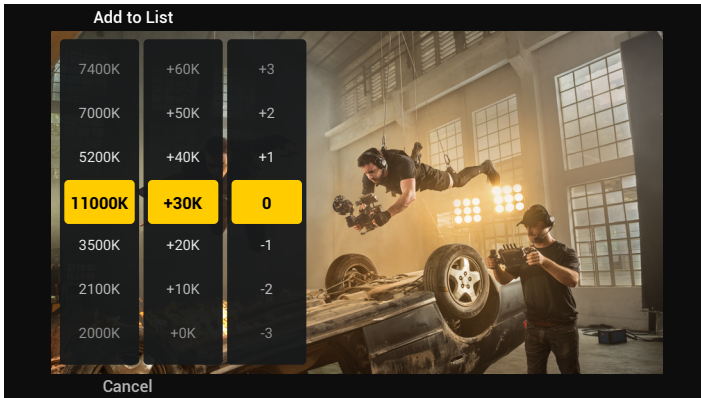 Add to List
7400K +60K +3
7000K +50K +2
5200K +40K +1
11000K +30K 0
3500K +20K -1
2100K +10K -2
2000K +0K -3
Cancel